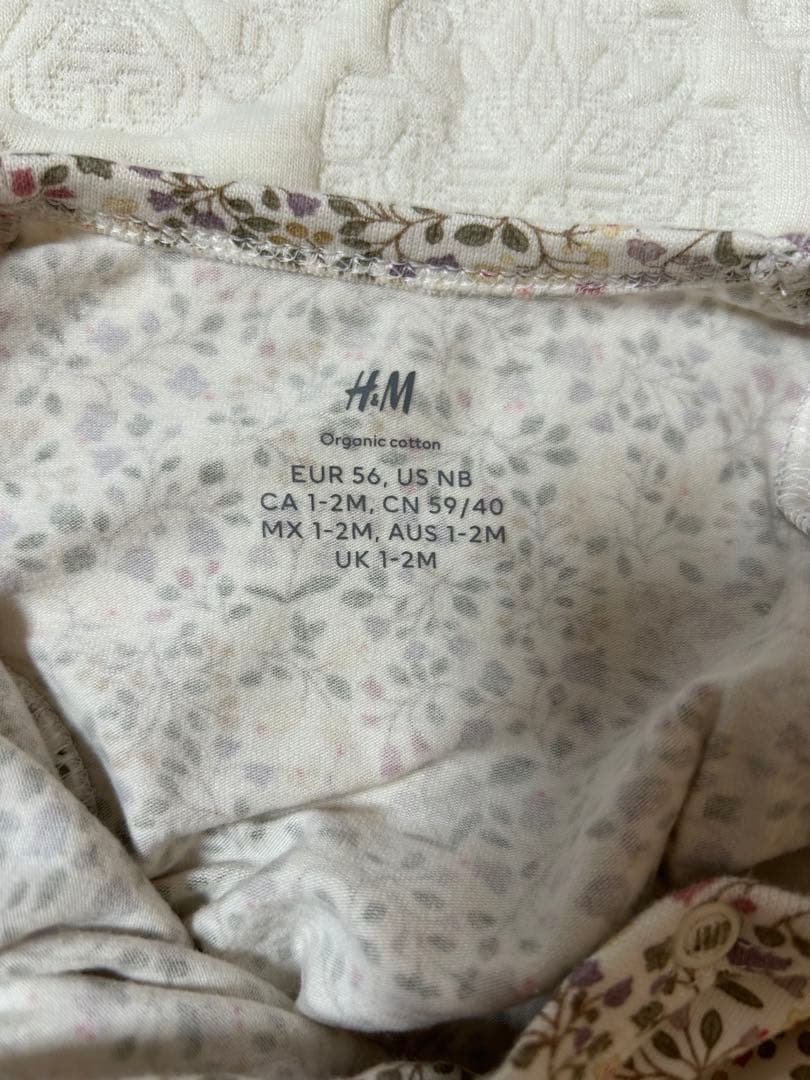 H&M
Organic cotton
EUR 56, US NB
CA 1-2M, CN 59/40
MX 1-2M, AUS 1-2M
UK 1-2M